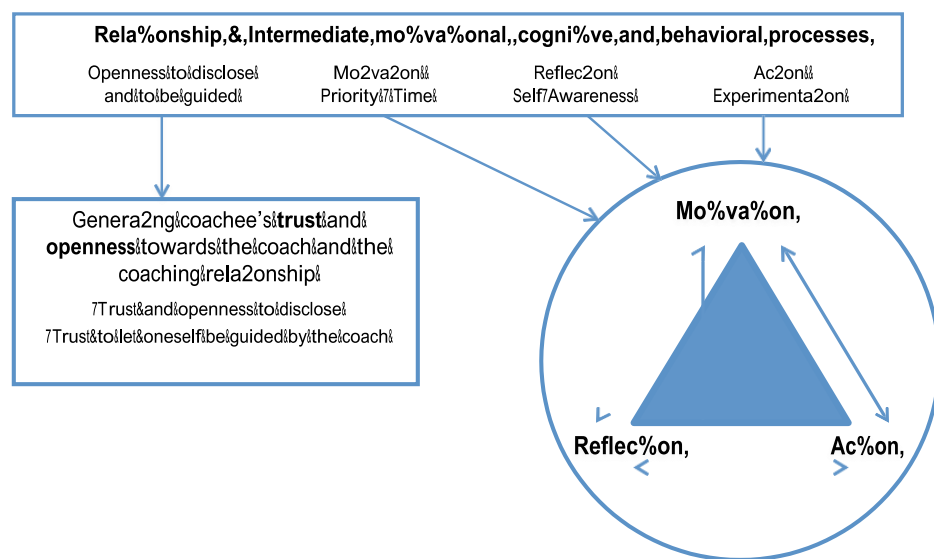 Rela%onship,&,Intermediate,mo%va%onal,,cogni%ve,and,behavioral,processes,
Openness&to&disclose&
and&to&be&guided&
Mo2va2on&&
Priority&7&Time&
Reflec2on&
Self7Awareness&
Ac2on&&
Experimenta2on&
Genera2ng&coachee's&trust&and&
openness&towards&the&coach&and&the&
coaching&rela2onship&
7Trust&and&openness&to&disclose&
7Trust&to&let&oneself&be&guided&by&the&coach&
Mo%va%on,
Reflec%on,
Ac%on,